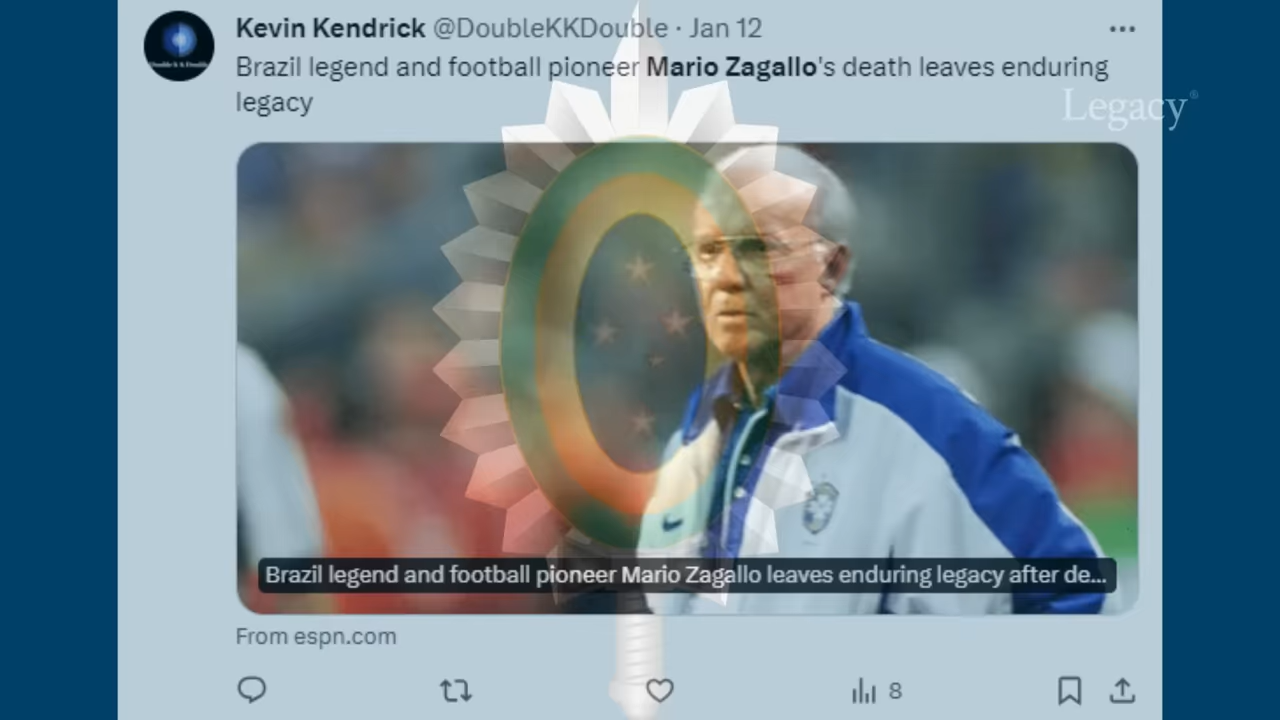 Kevin Kendrick @DoubleKKDouble · Jan 12
Brazil legend and football pioneer Mario Zagallo's death leaves enduring
legacy
Legacy®
Brazil legend and football pioneer Mario Zagallo leaves enduring legacy after de...
From espn.com
8